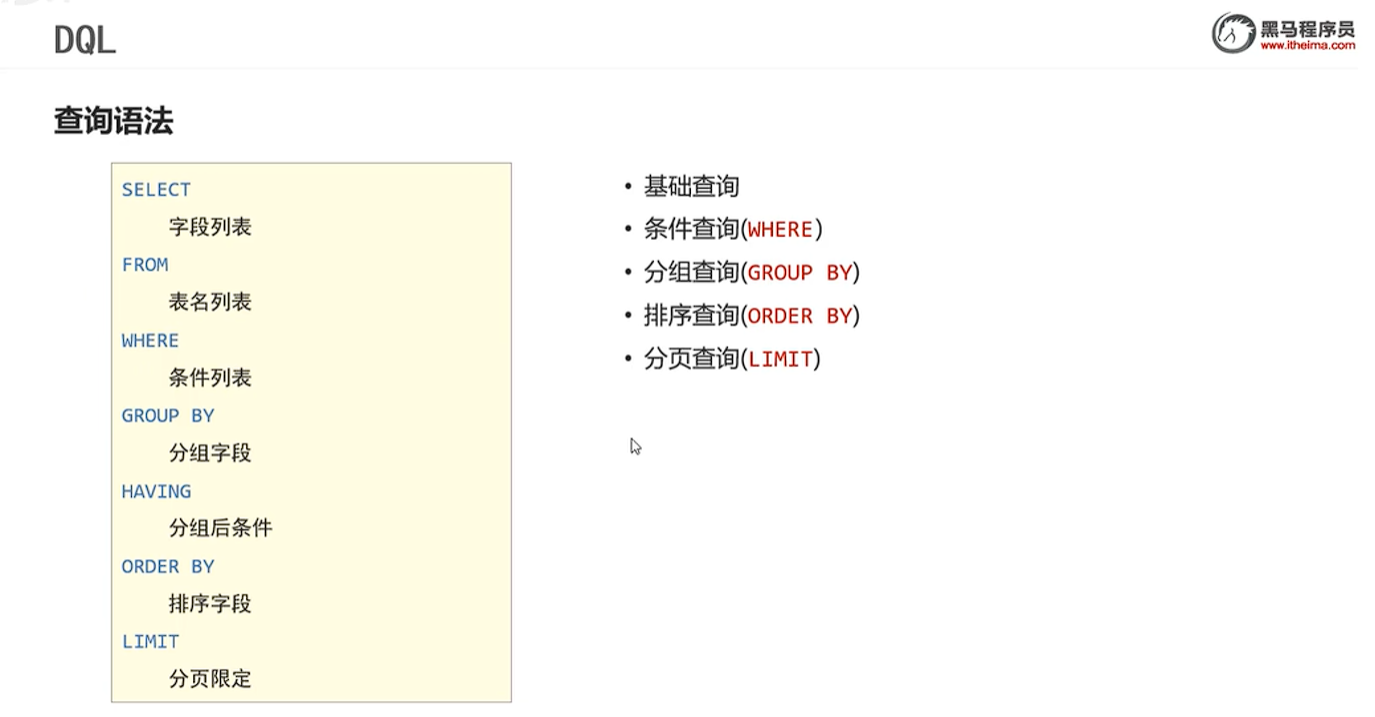 DQL
黑马程序员
www.itheima.com
查询语法
SELECT
字段列表
FROM
表名列表
WHERE
条件列表
GROUP BY
分组字段
HAVING
分组后条件
ORDER BY
排序字段
LIMIT
分页限定
• 基础查询
• 条件查询(WHERE)
• 分组查询(GROUP BY)
• 排序查询(ORDER BY)
• 分页查询(LIMIT)